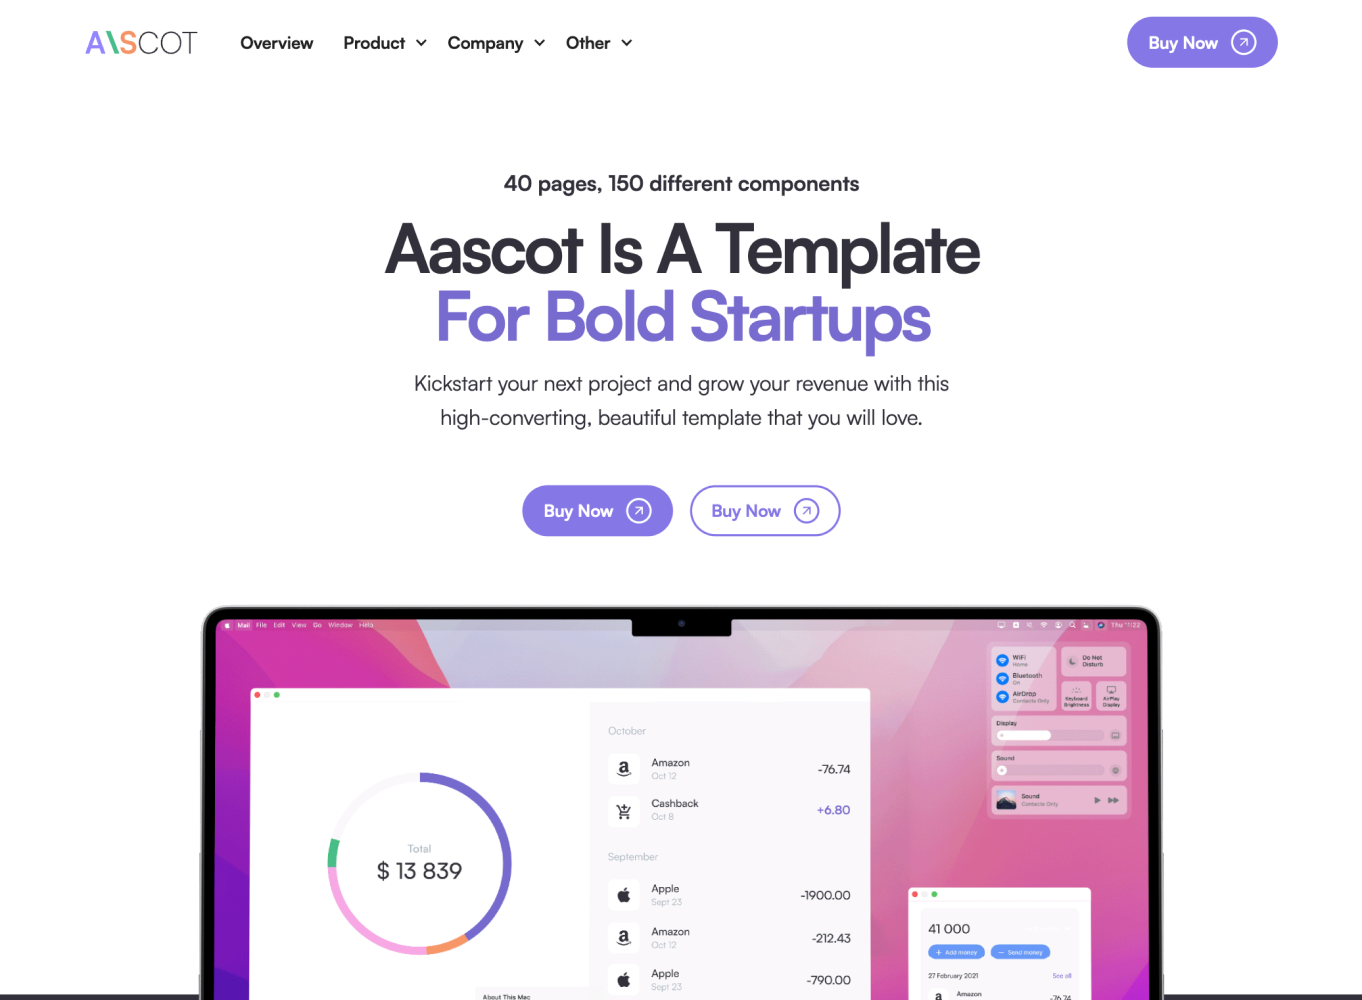 AASCOT
Overview
Product
Company
Other
Buy Now
40 pages, 150 different components
Aascot Is A Template
For Bold Startups
Kickstart your next project and grow your revenue with this
high-converting, beautiful template that you will love.
Buy Now
Buy Now
Mail File Edit View Go Window Help
Thu 11:22
WiFi
Home
Bluetooth
On
AirDrop
Contacts Only
Do Not
Disturb
Keyboard
Brightness
AirPlay
Display
Display
Sound
Sound
Contacts Only
Total
$ 13 839
October
Amazon
Oct 12
-76.74
Cashback
Oct 8
+6.80
September
Apple
Sept 23
-1900.00
Amazon
Oct 12
-212.43
Apple
Sept 23
-790.00
About This Mac
41 000
+ Add money
− Send money
27 February 2021
See all
Amazon
-76.74